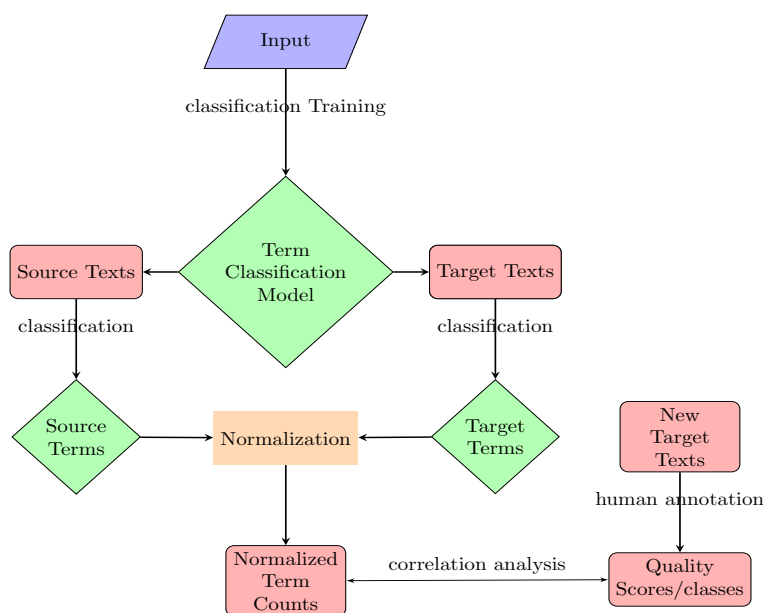 Input
classification Training
Term
Classification
Model
Source Texts
Target Texts
classification
classification
Source
Terms
Normalization
Target
Terms
New
Target
Texts
human annotation
Normalized
Term
Counts
correlation analysis
Quality
Scores/classes